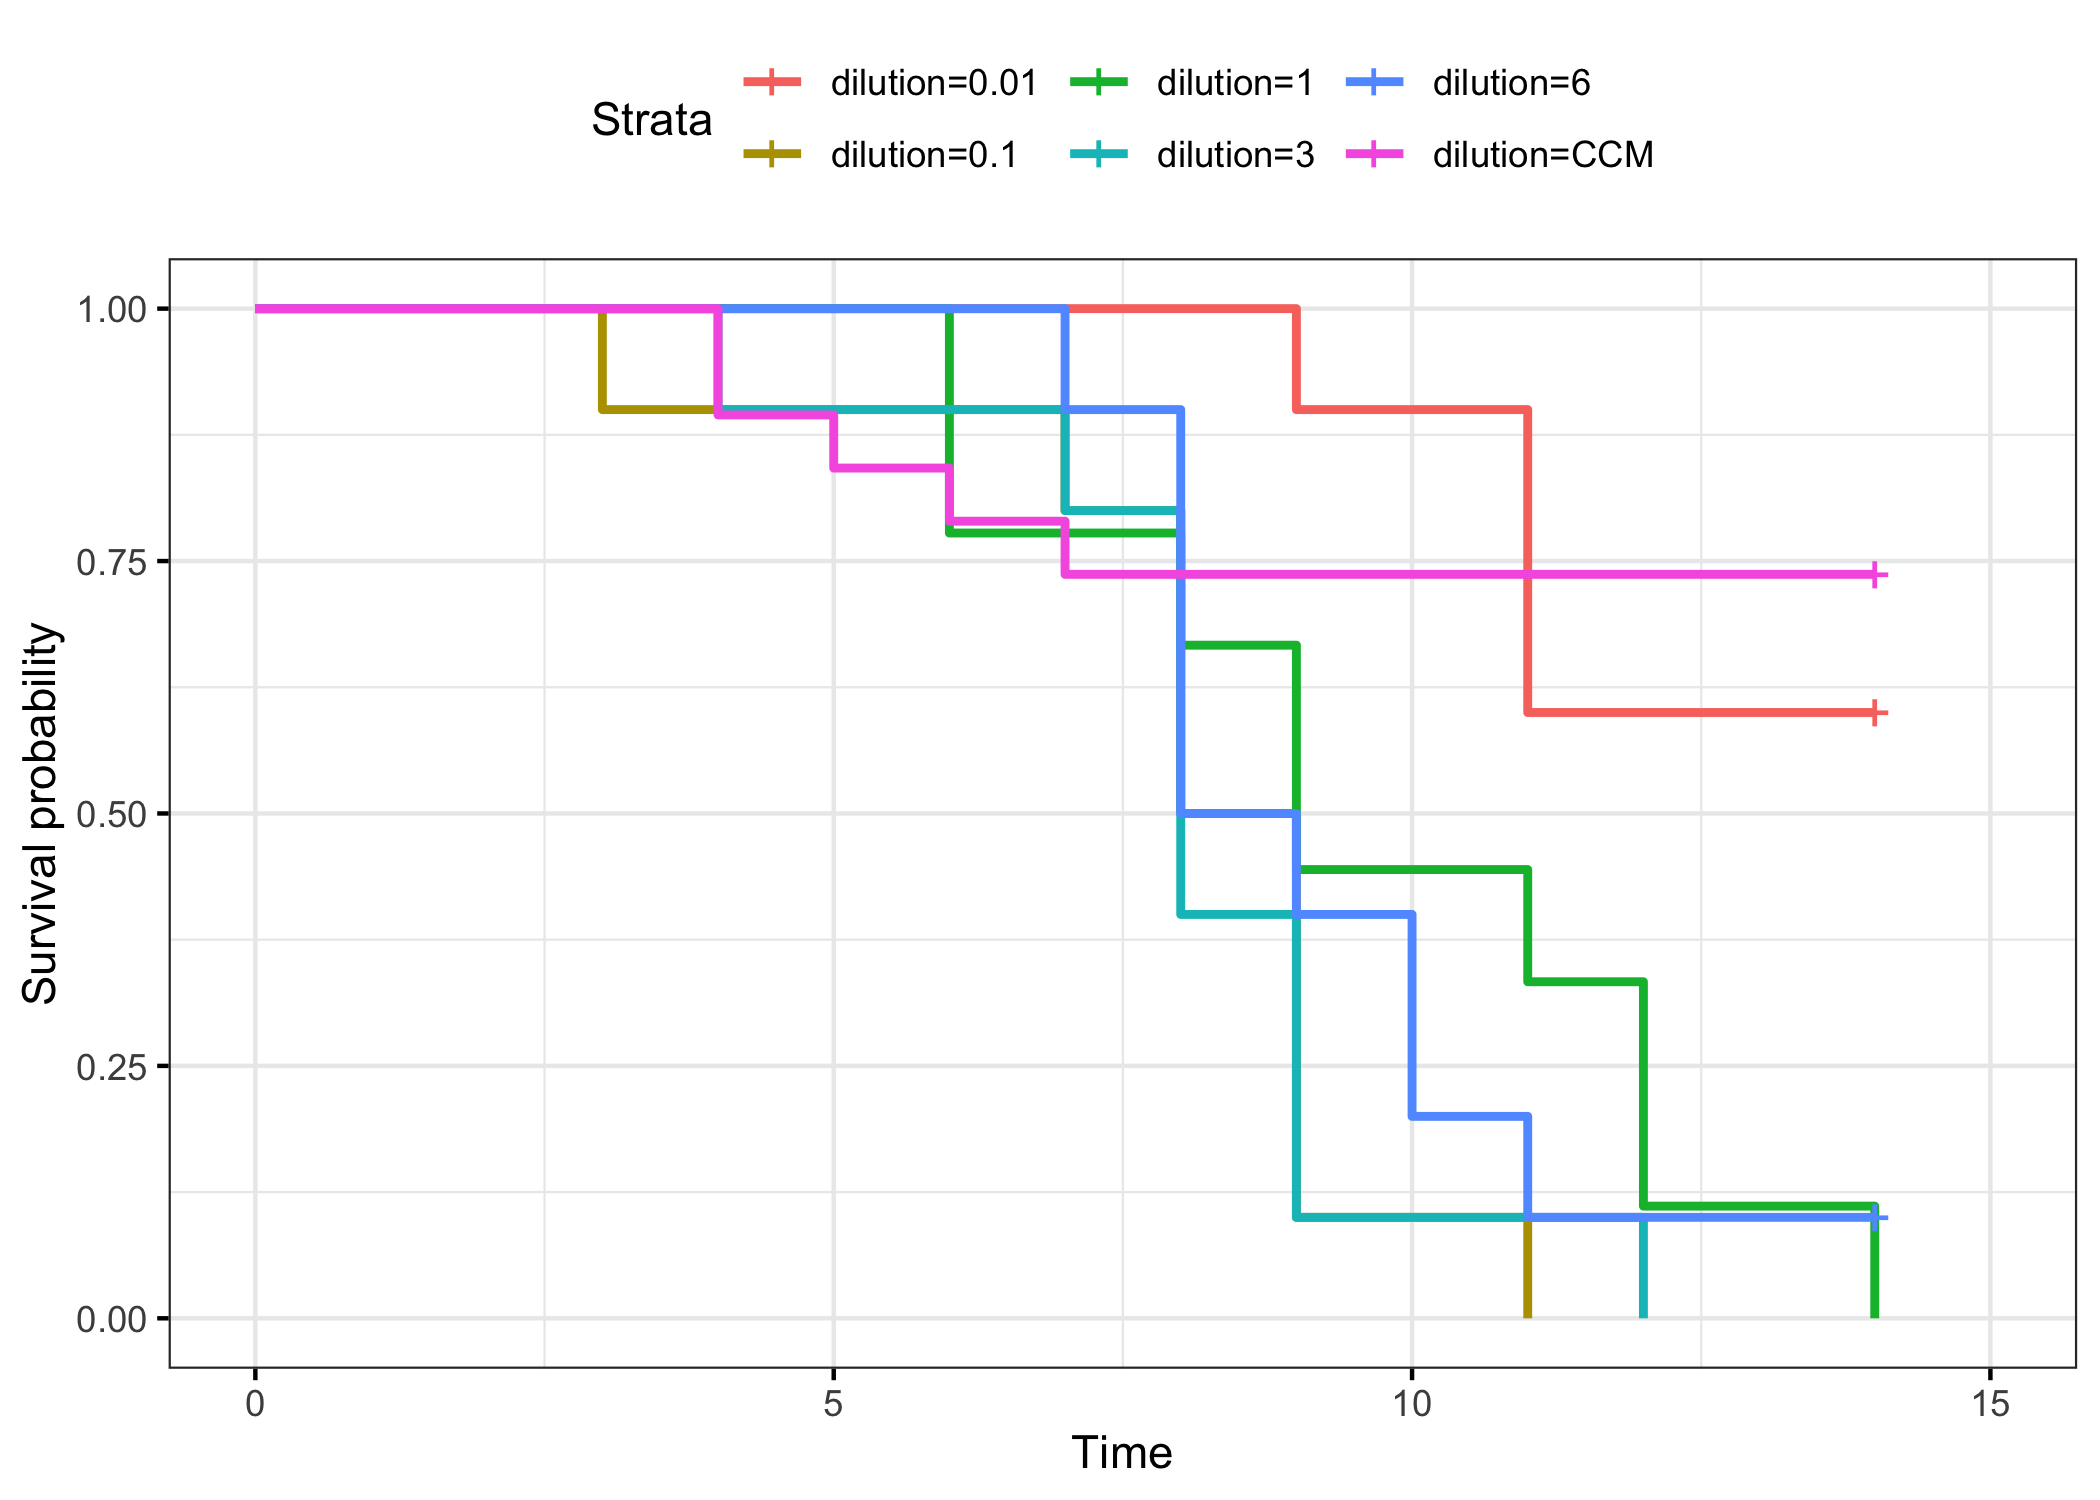 Strata
dilution=0.01 dilution=1 dilution=6
dilution=0.1 dilution=3 dilution=CCM
Survival probability
1.00
0.75
0.50
0.25
0.00
0 5 10 15
Time